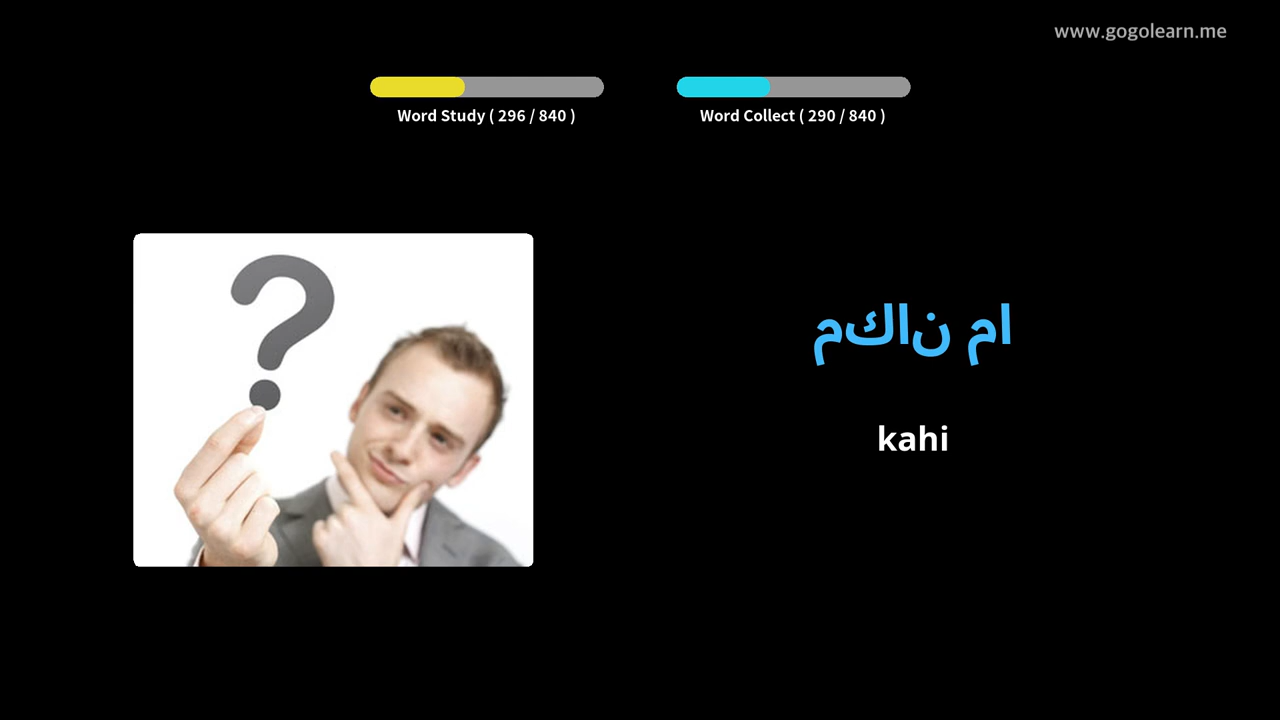 www.gogolearn.me
Word Study ( 296 / 840 )
Word Collect ( 290 / 840 )
مكان ما
kahi